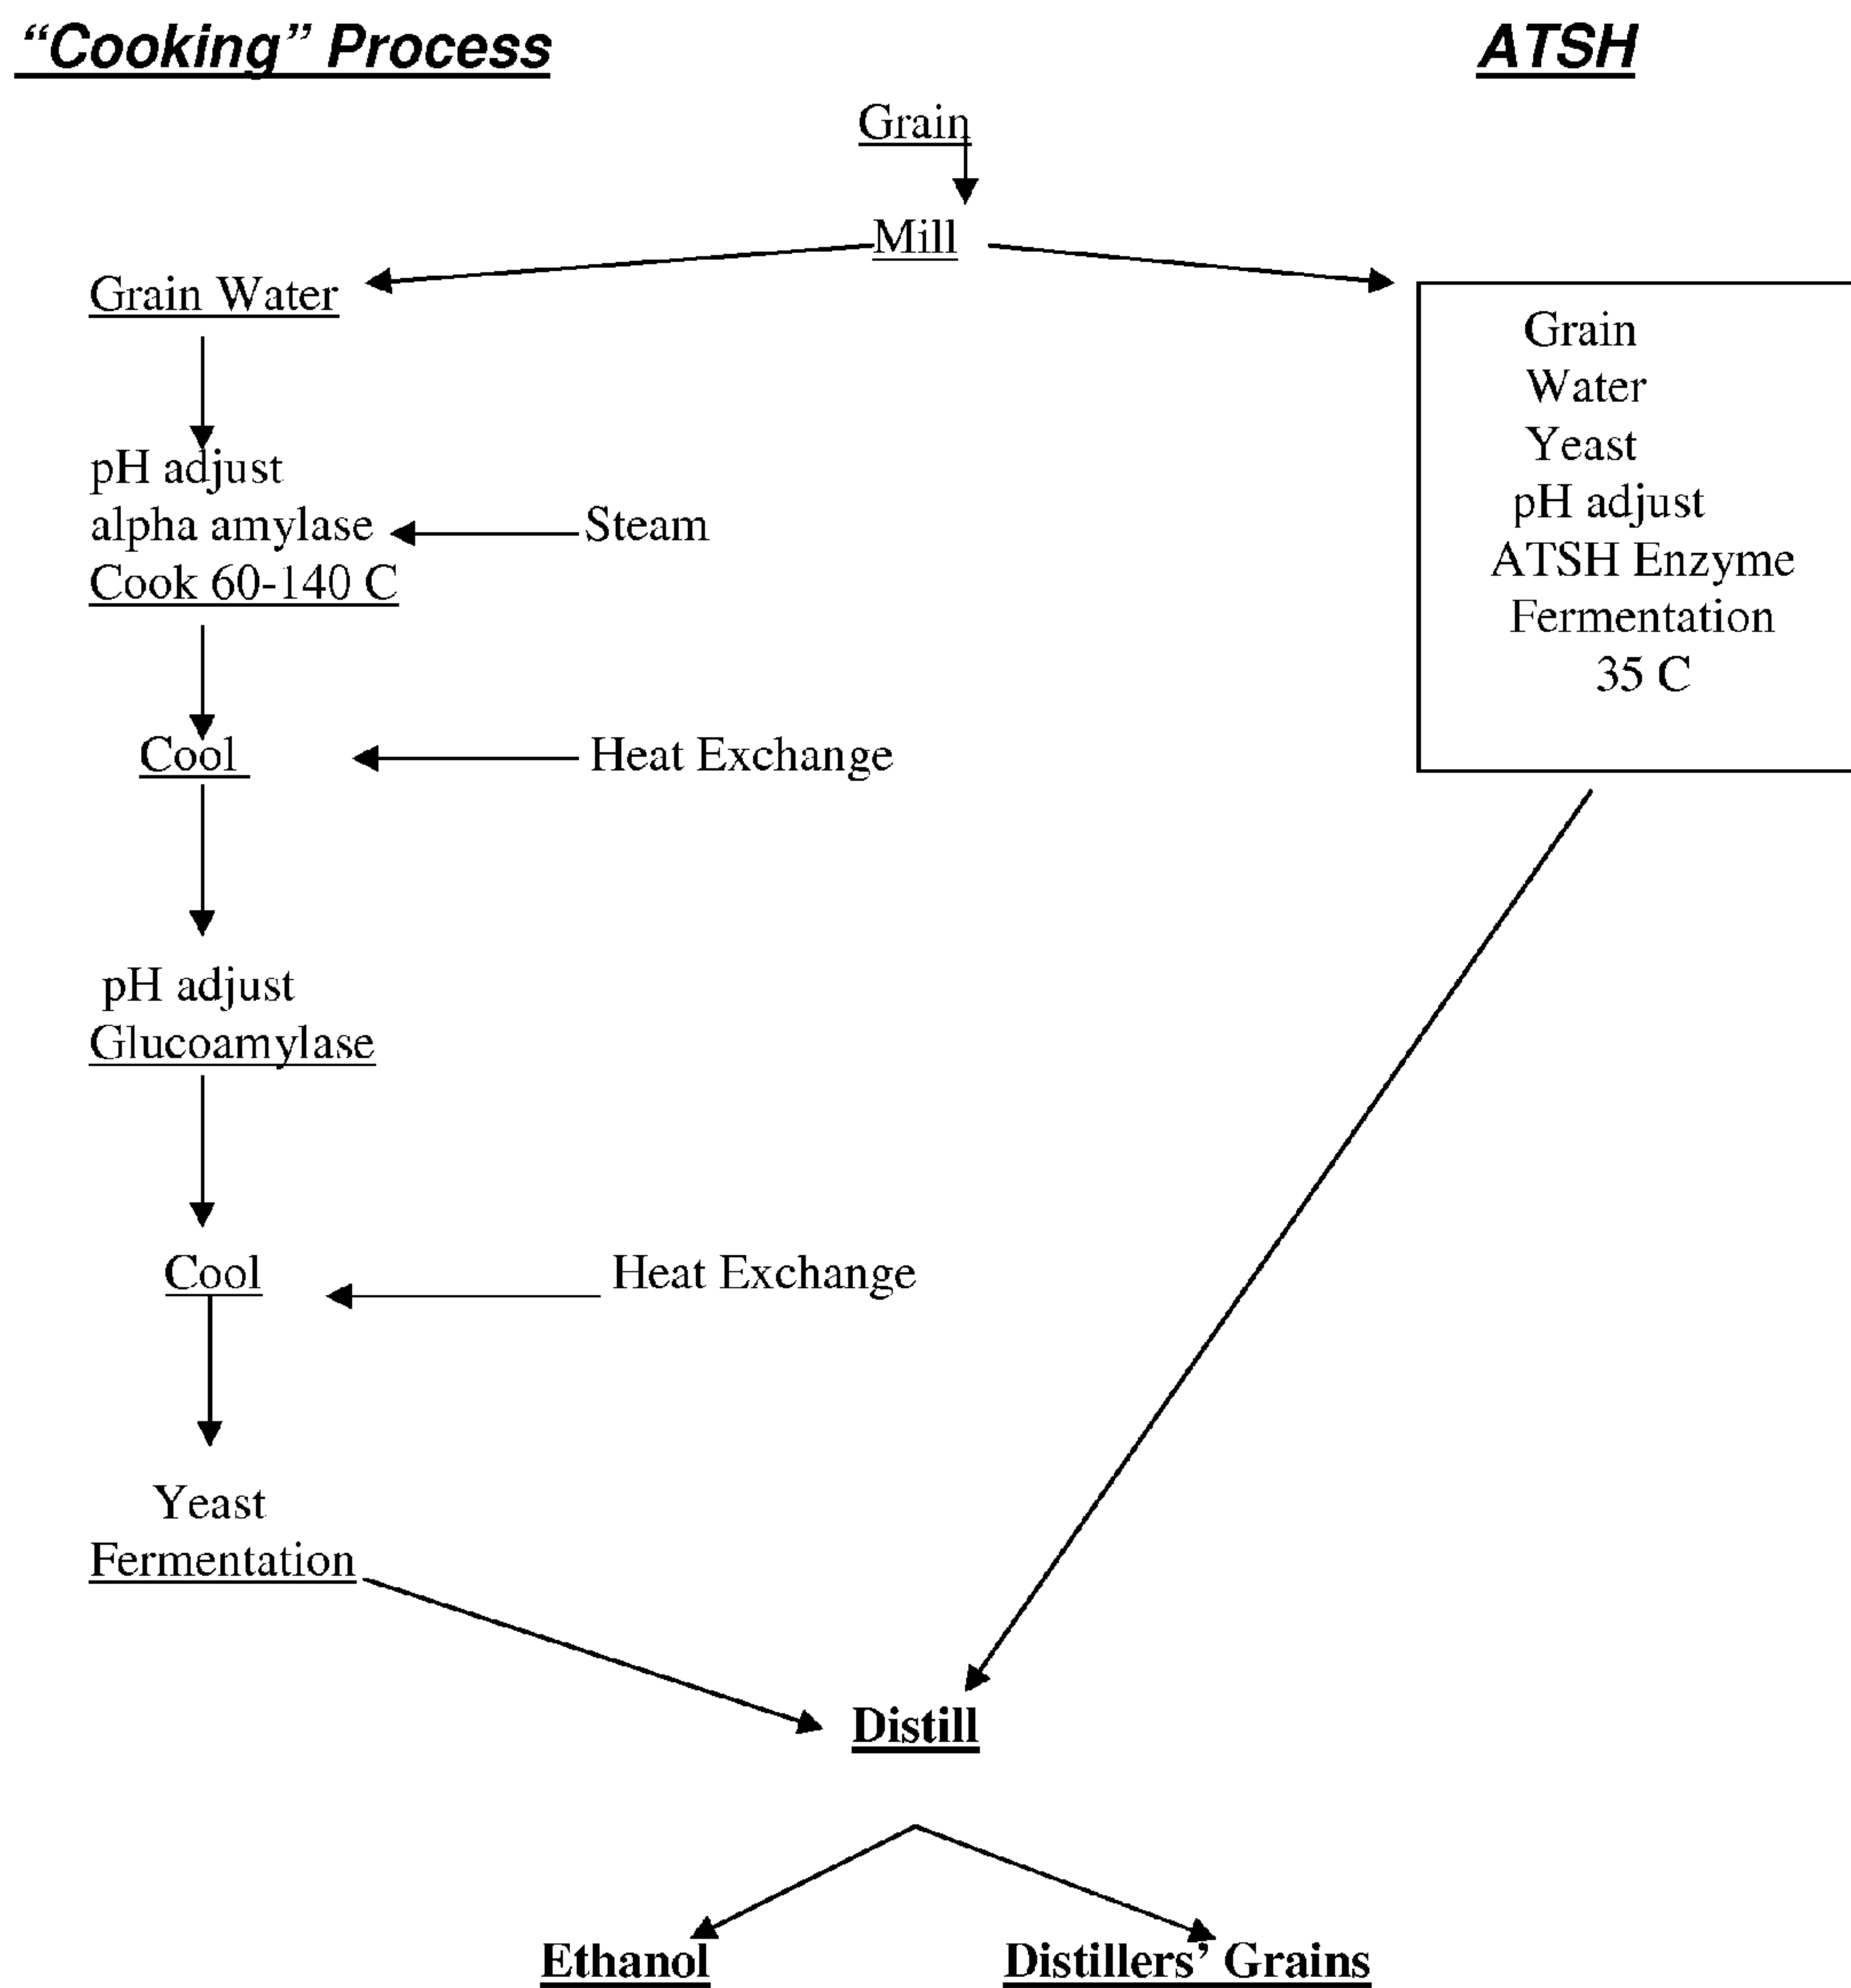 “Cooking” Process
ATSH
Grain
Mill
Grain Water
pH adjust
alpha amylase
Cook 60-140 C
Steam
Cool
Heat Exchange
pH adjust
Glucoamylase
Cool
Heat Exchange
Yeast
Fermentation
Grain
Water
Yeast
pH adjust
ATSH Enzyme
Fermentation
35 C
Distill
Ethanol
Distillers’ Grains